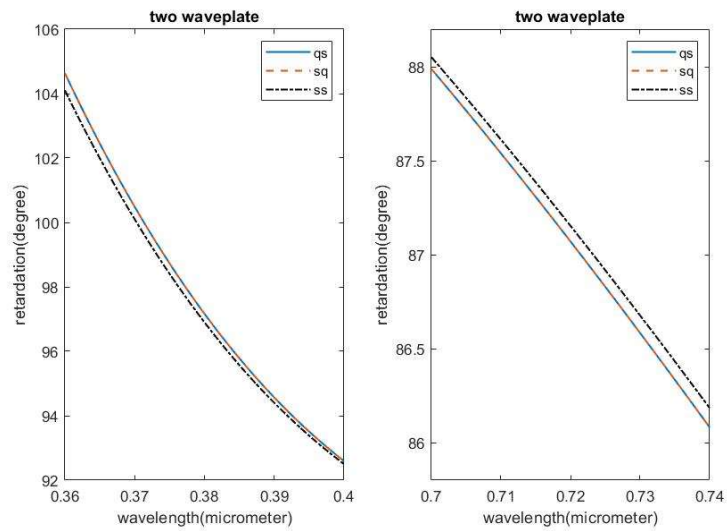 two waveplate
106
104
102
100
98
96
94
92
retardation(degree)
0.36
0.37
0.38
0.39
0.4
wavelength(micrometer)
qs
sq
ss
two waveplate
88
87.5
87
86.5
86
retardation(degree)
0.7
0.71
0.72
0.73
0.74
wavelength(micrometer)
qs
sq
ss